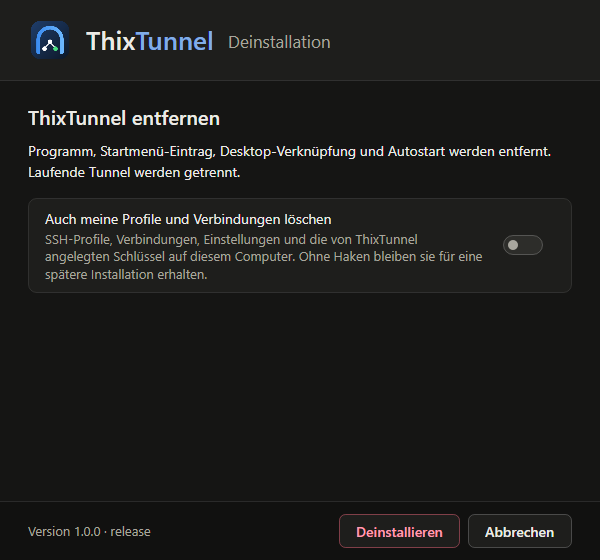 ThixTunnel Deinstallation
ThixTunnel entfernen
Programm, Startmenü-Eintrag, Desktop-Verknüpfung und Autostart werden entfernt.
Laufende Tunnel werden getrennt.
Auch meine Profile und Verbindungen löschen
SSH-Profile, Verbindungen, Einstellungen und die von ThixTunnel
angelegten Schlüssel auf diesem Computer. Ohne Haken bleiben sie für eine
spätere Installation erhalten.
Version 1.0.0 · release
Deinstallieren
Abbrechen